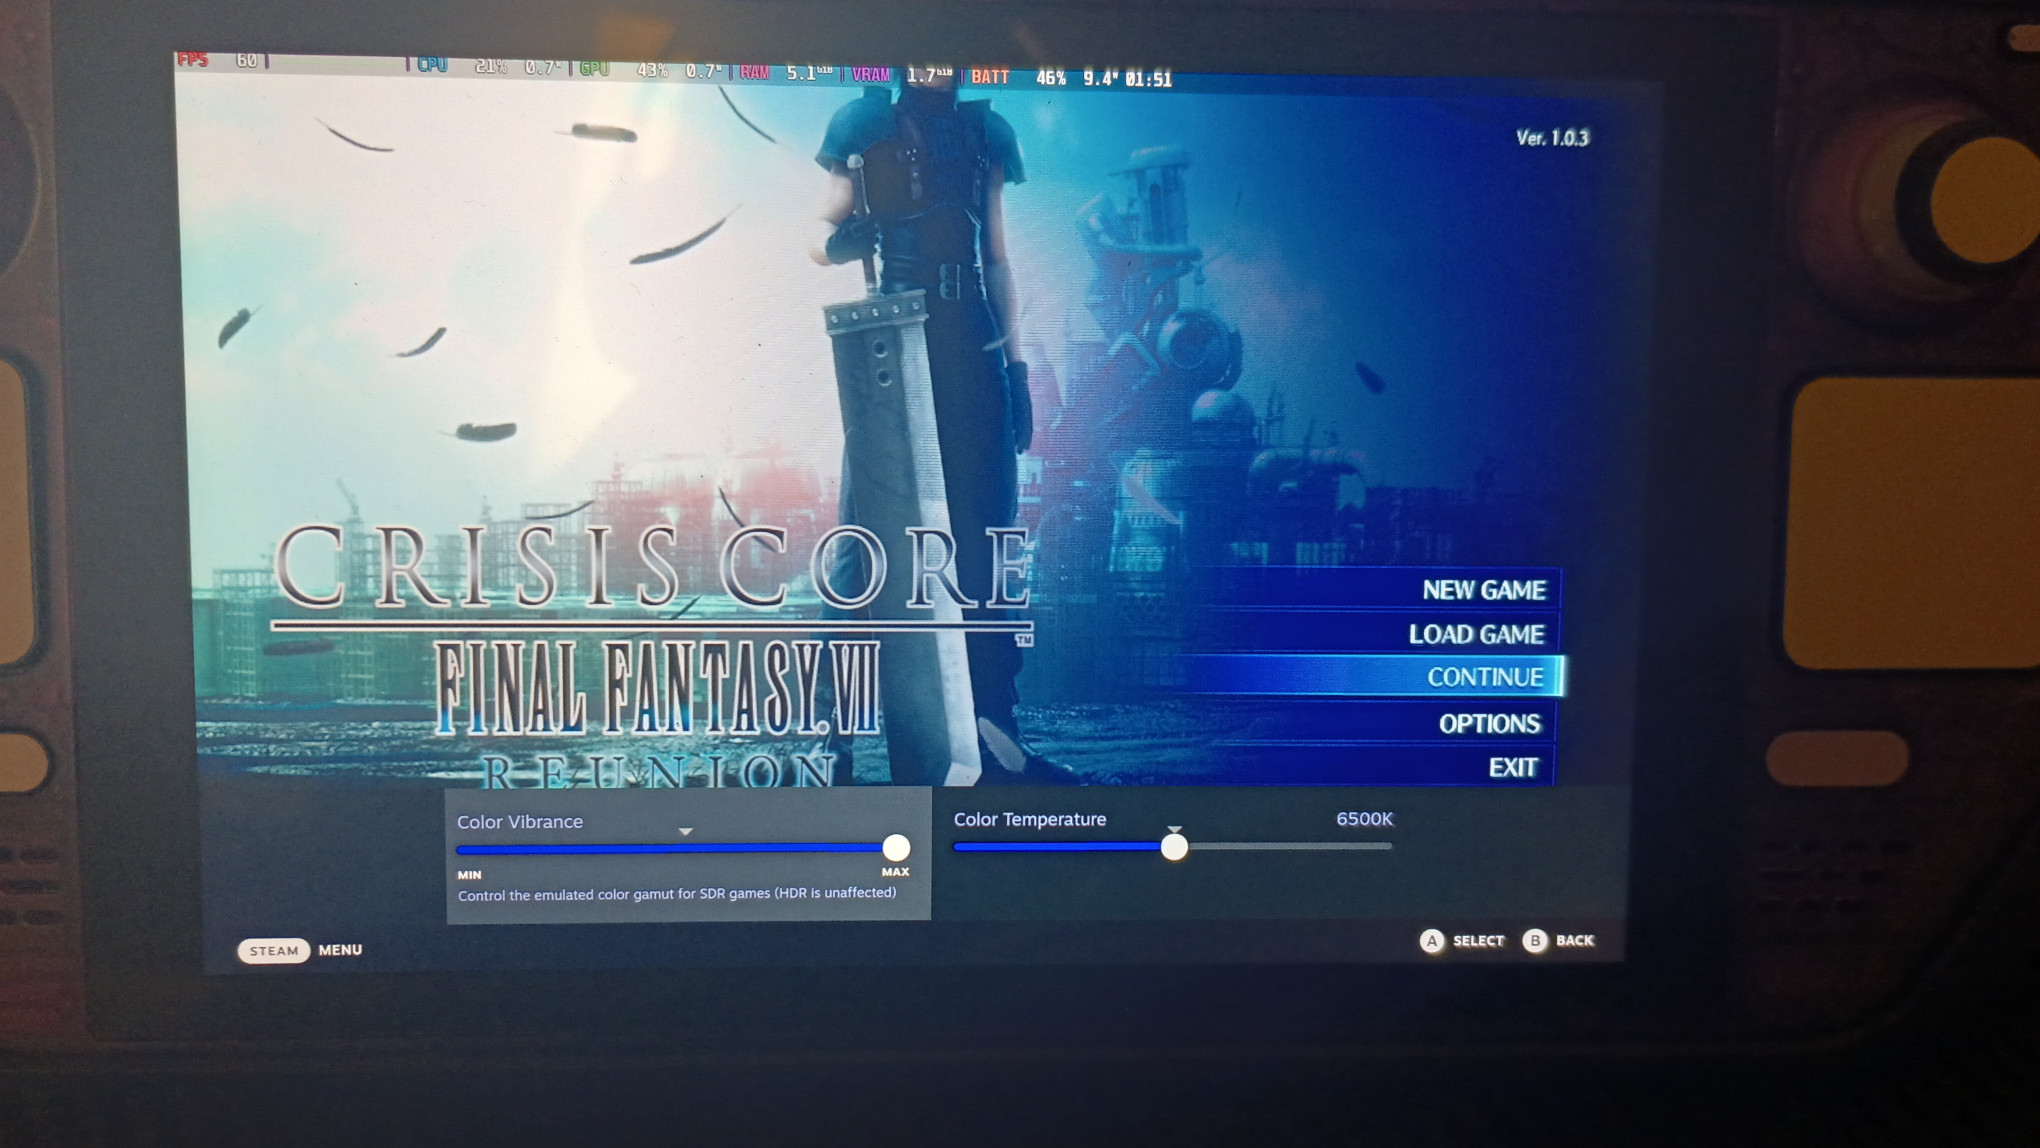 FPS 60 CPU 21% 0.7W GPU 43% 0.7W RAM 5.1GiB VRAM 1.7GiB BATT 46% 9.4W 01:51
Ver. 1.0.3
CRISIS CORE
FINAL FANTASY VII
TM
REUNION
NEW GAME
LOAD GAME
CONTINUE
OPTIONS
EXIT
Color Vibrance
MIN MAX
Control the emulated color gamut for SDR games (HDR is unaffected)
Color Temperature 6500K
STEAM MENU
A SELECT B BACK